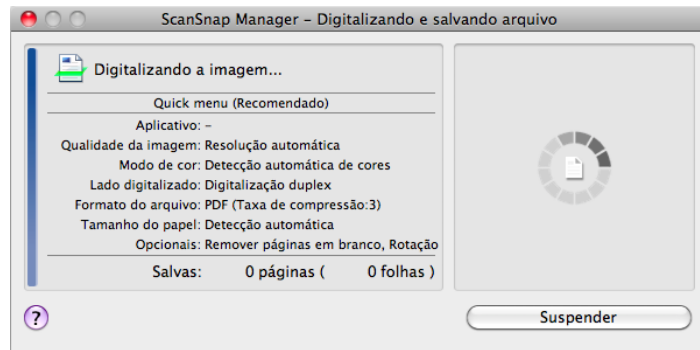 ScanSnap Manager – Digitalizando e salvando arquivo
Digitalizando a imagem...
Quick menu (Recomendado)
Aplicativo: –
Qualidade da imagem: Resolução automática
Modo de cor: Detecção automática de cores
Lado digitalizado: Digitalização duplex
Formato do arquivo: PDF (Taxa de compressão:3)
Tamanho do papel: Detecção automática
Opcionais: Remover páginas em branco, Rotação
Salvas: 0 páginas ( 0 folhas )
?
Suspender